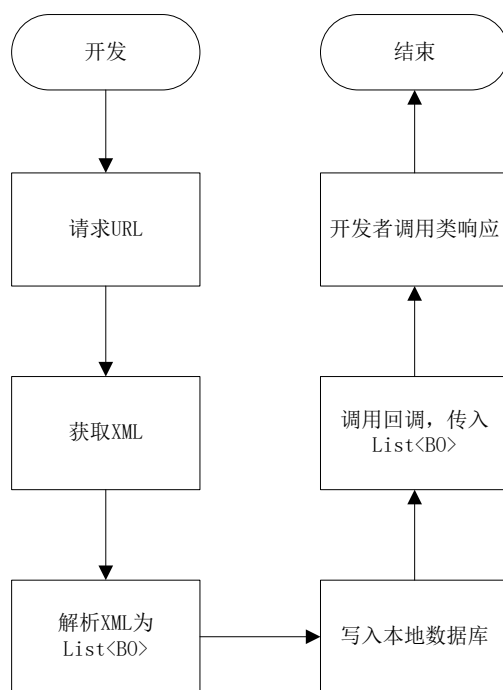 开发
请求URL
获取XML
解析XML为
List<BO>
写入本地数据库
调用回调，传入
List<BO>
开发者调用类响应
结束